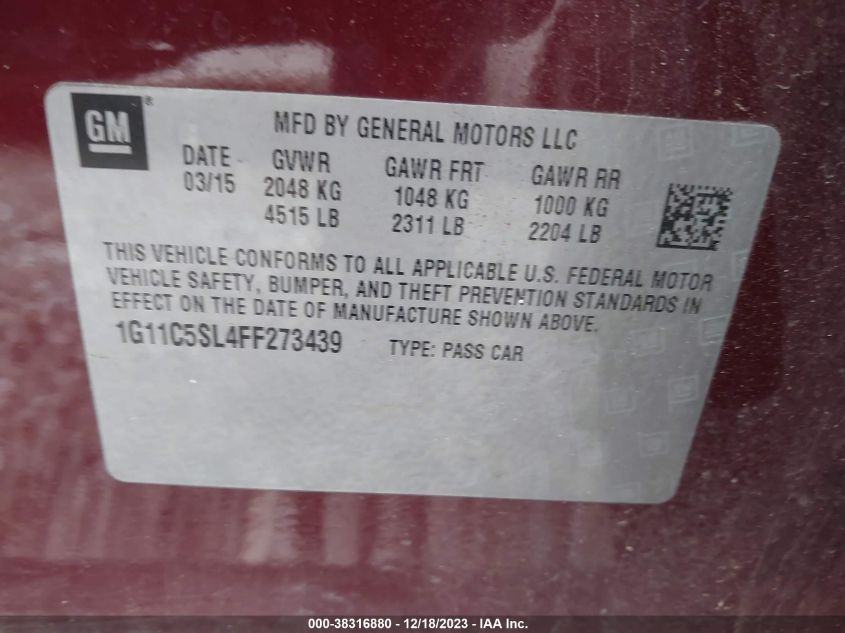 GM®
MFD BY GENERAL MOTORS LLC
DATE GVWR GAWR FRT GAWR RR
03/15 2048 KG 1048 KG 1000 KG
4515 LB 2311 LB 2204 LB
THIS VEHICLE CONFORMS TO ALL APPLICABLE U.S. FEDERAL MOTOR
VEHICLE SAFETY, BUMPER, AND THEFT PREVENTION STANDARDS IN
EFFECT ON THE DATE OF MANUFACTURE SHOWN ABOVE.
1G11C5SL4FF273439 TYPE: PASS CAR
000-38316880 - 12/18/2023 - IAA Inc.